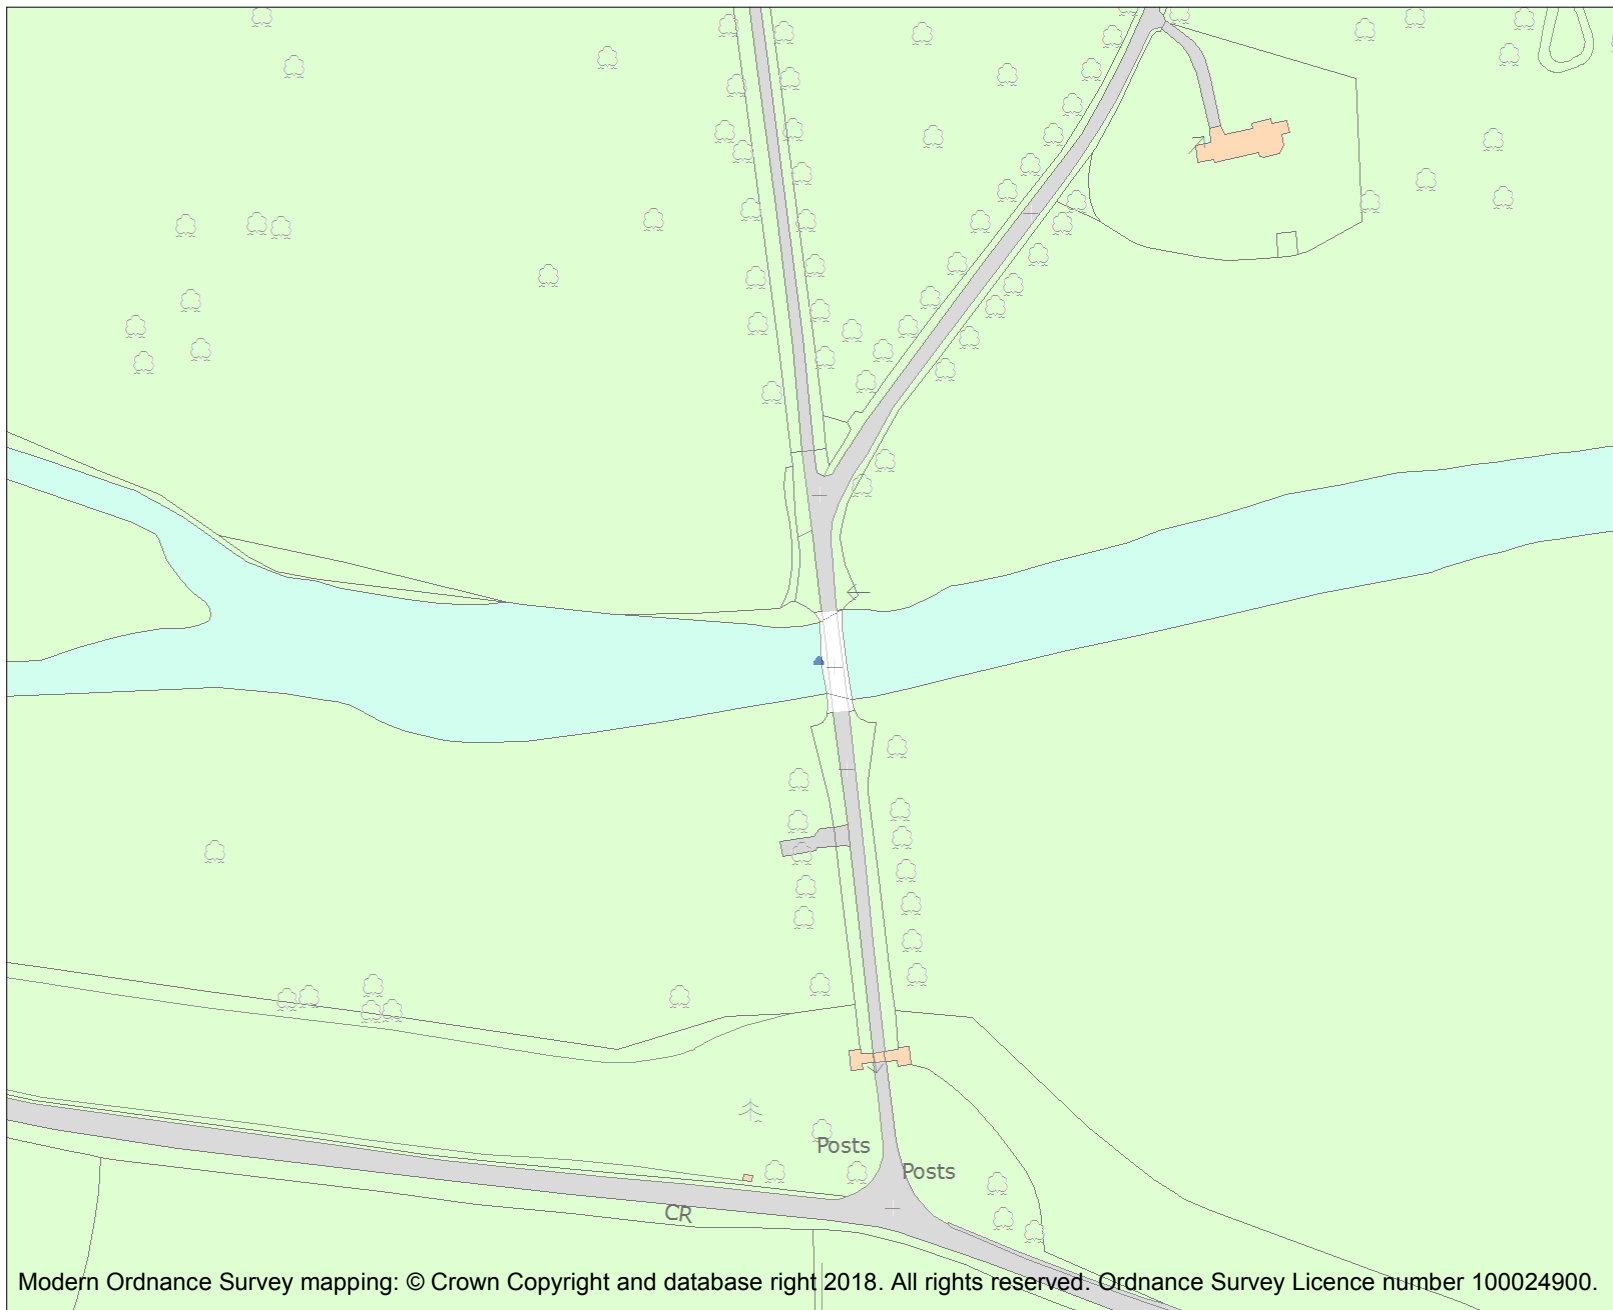 Posts
Posts
CR
Modern Ordnance Survey mapping: © Crown Copyright and database right 2018. All rights reserved. Ordnance Survey Licence number 100024900.